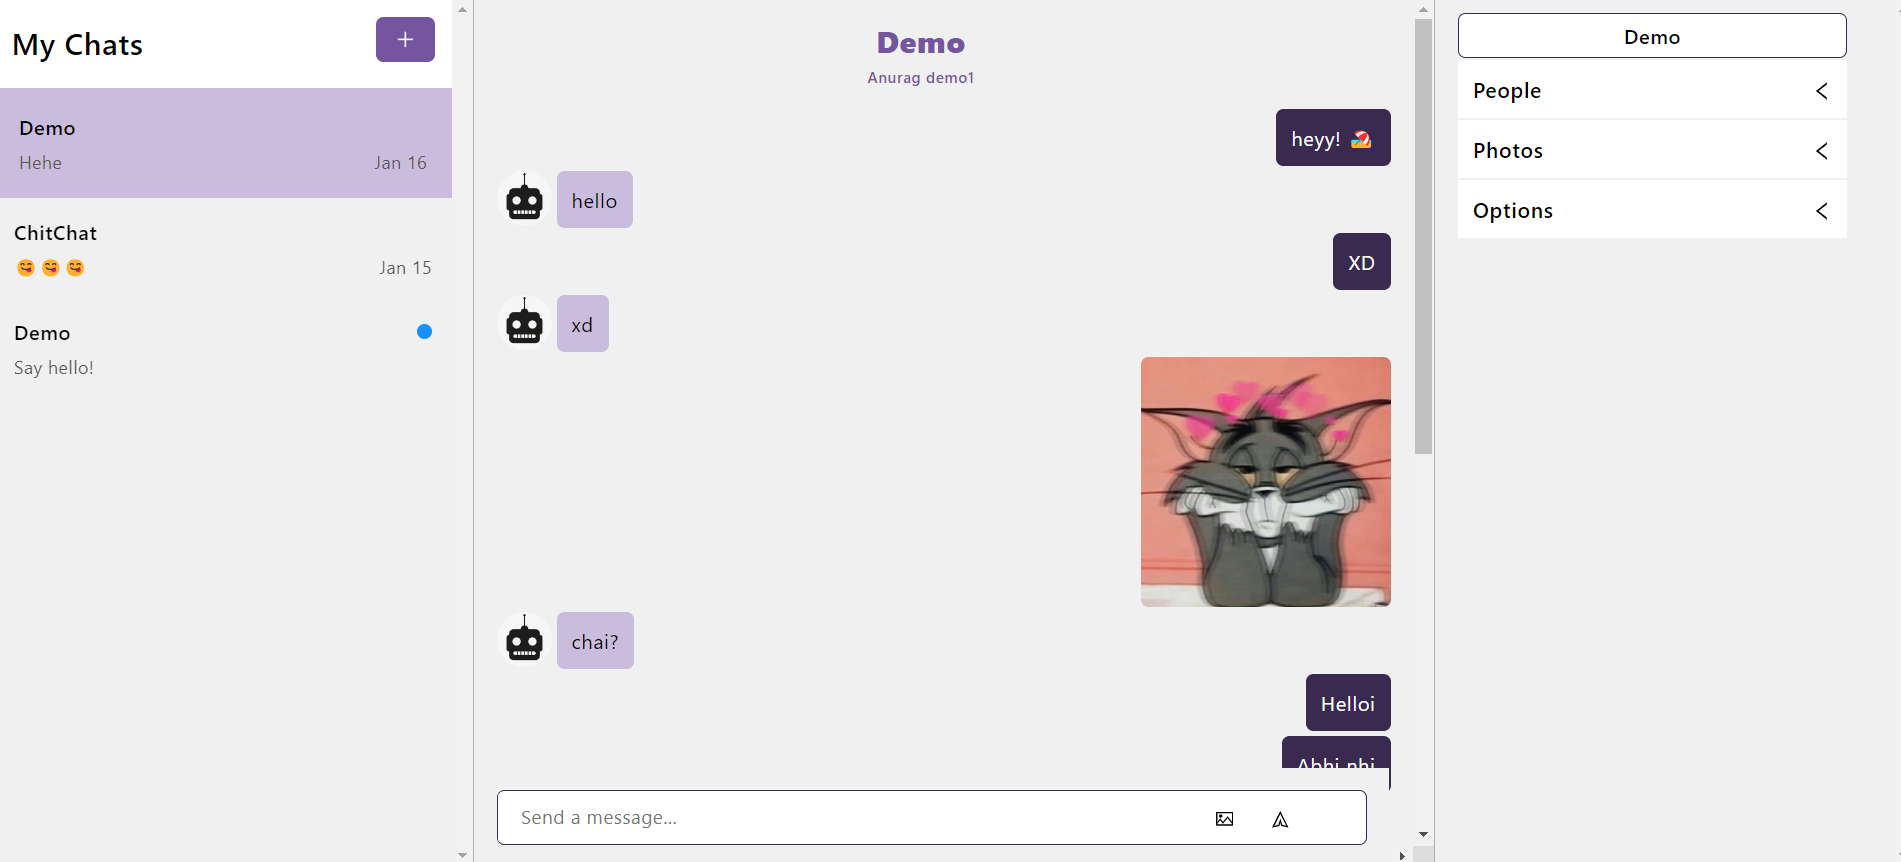 My Chats
Demo
Hehe
Jan 16
ChitChat
😋 😋 😋
Jan 15
Demo
Say hello!
Demo
Anurag demo1
heyy! 🏖
hello
XD
xd
chai?
Helloi
Abhi nhi
Send a message...
Demo
People
Photos
Options